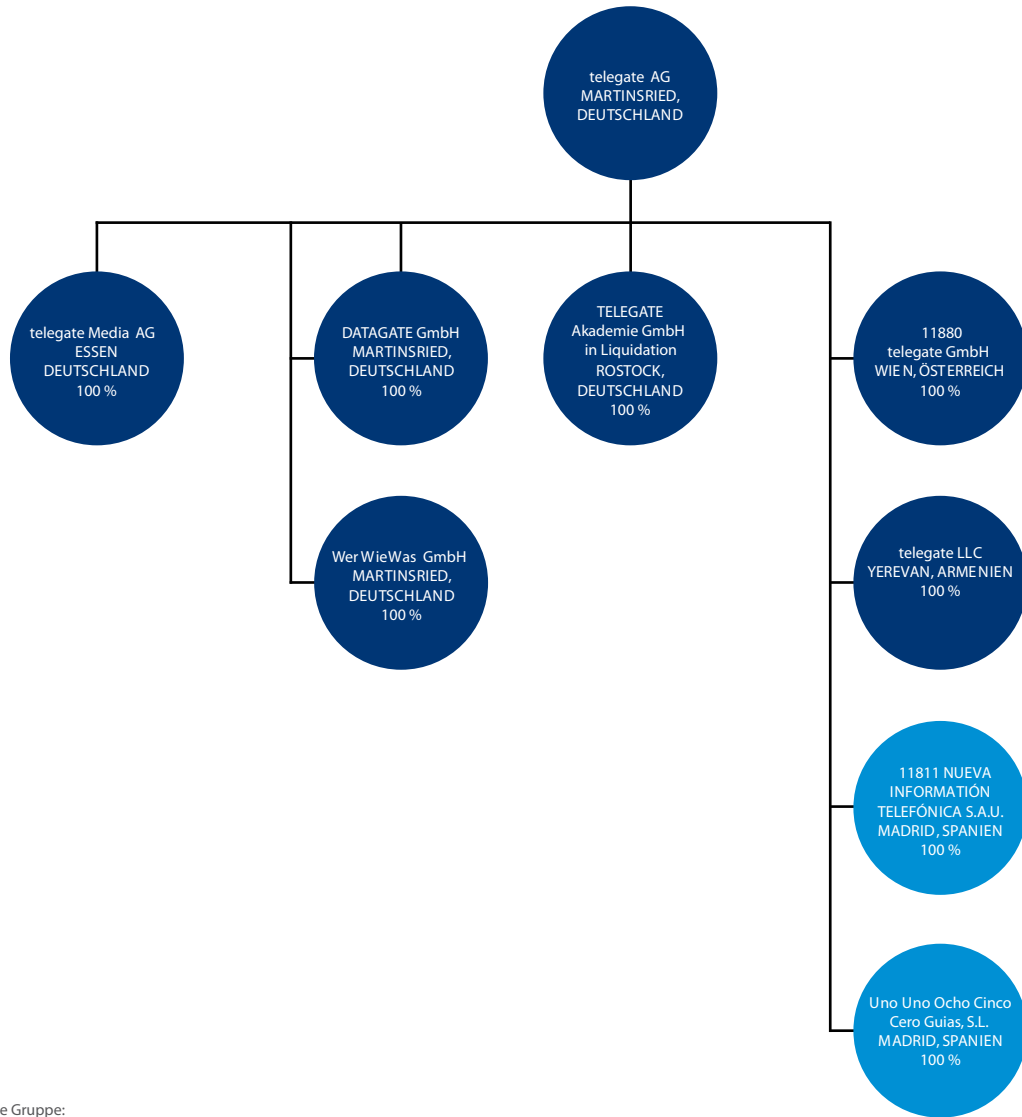 telegate AG
MARTINSRIED,
DEUTSCHLAND
telegate Media AG
ESSEN
DEUTSCHLAND
100 %
DATAGATE GmbH
MARTINSRIED,
DEUTSCHLAND
100 %
TELEGATE
Akademie GmbH
in Liquidation
ROSTOCK,
DEUTSCHLAND
100 %
11880
telegate GmbH
WIEN, ÖSTERREICH
100 %
Wer WieWas GmbH
MARTINSRIED,
DEUTSCHLAND
100 %
telegate LLC
YEREVAN, ARMENIEN
100 %
11811 NUEVA
INFORMATIÓN
TELEFÓNICA S.A.U.
MADRID, SPANIEN
100 %
Uno Uno Ocho Cinco
Cero Guias, S.L.
MADRID, SPANIEN
100 %
e Gruppe: